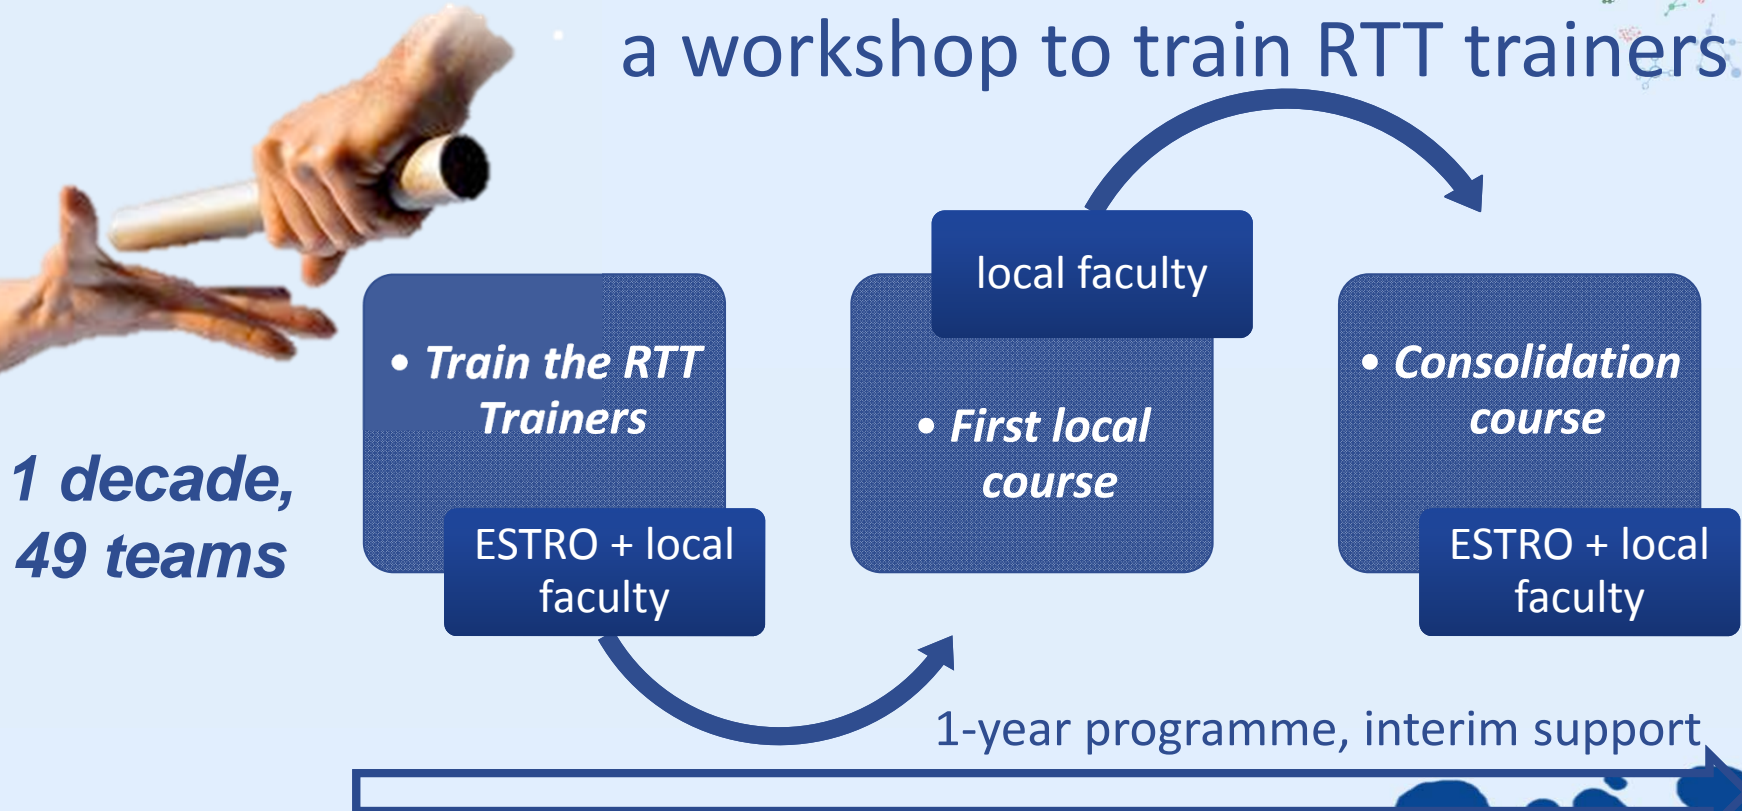 a workshop to train RTT trainers
local faculty
• Train the RTT
Trainers
ESTRO + local
faculty
• First local
course
• Consolidation
course
ESTRO + local
faculty
1 decade,
49 teams
1-year programme, interim support